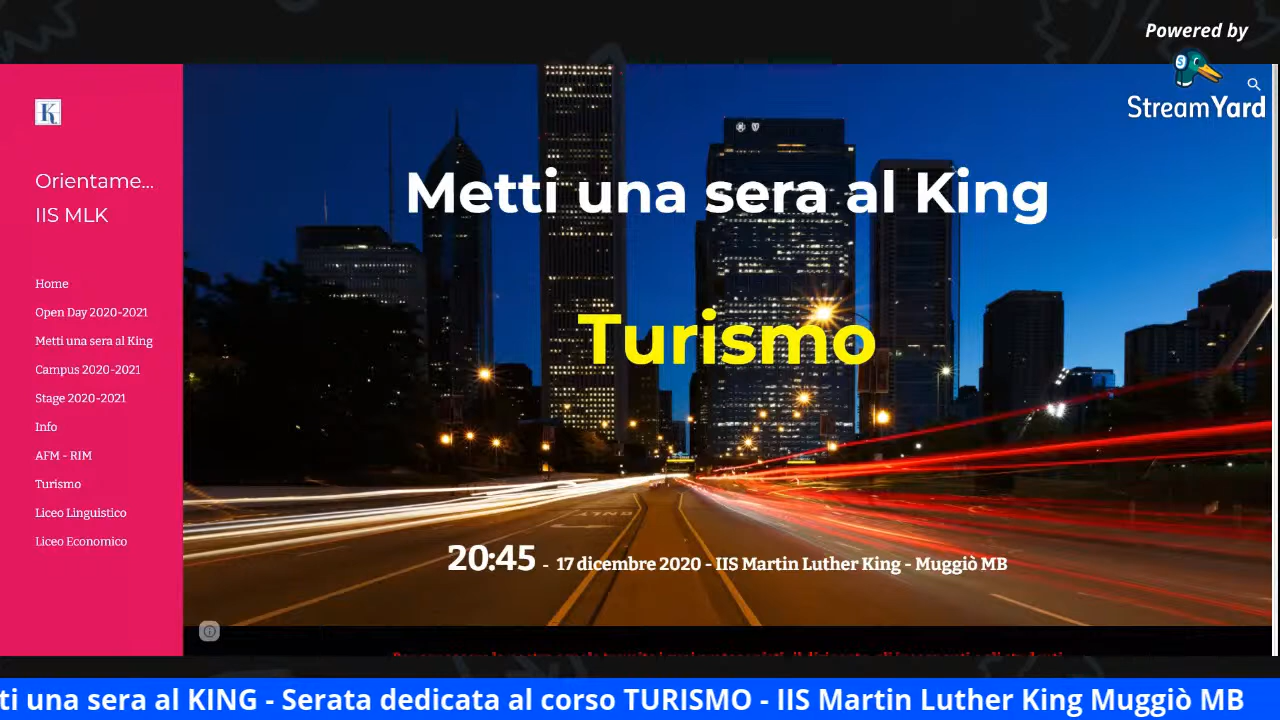 Powered by
StreamYard
K
Orientame...
IIS MLK
Home
Open Day 2020-2021
Metti una sera al King
Campus 2020-2021
Stage 2020-2021
Info
AFM - RIM
Turismo
Liceo Linguistico
Liceo Economico
Metti una sera al King
Turismo
20:45 - 17 dicembre 2020 - IIS Martin Luther King - Muggiò MB
ti una sera al KING - Serata dedicata al corso TURISMO - IIS Martin Luther King Muggiò MB